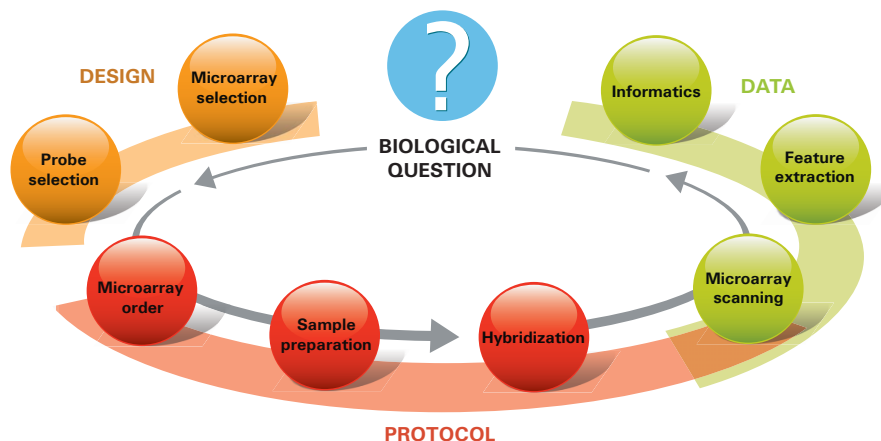 ?
DESIGN
Microarray
selection
Probe
selection
BIOLOGICAL
QUESTION
Informatics
DATA
Feature
extraction
Microarray
order
Sample
preparation
Hybridization
Microarray
scanning
PROTOCOL